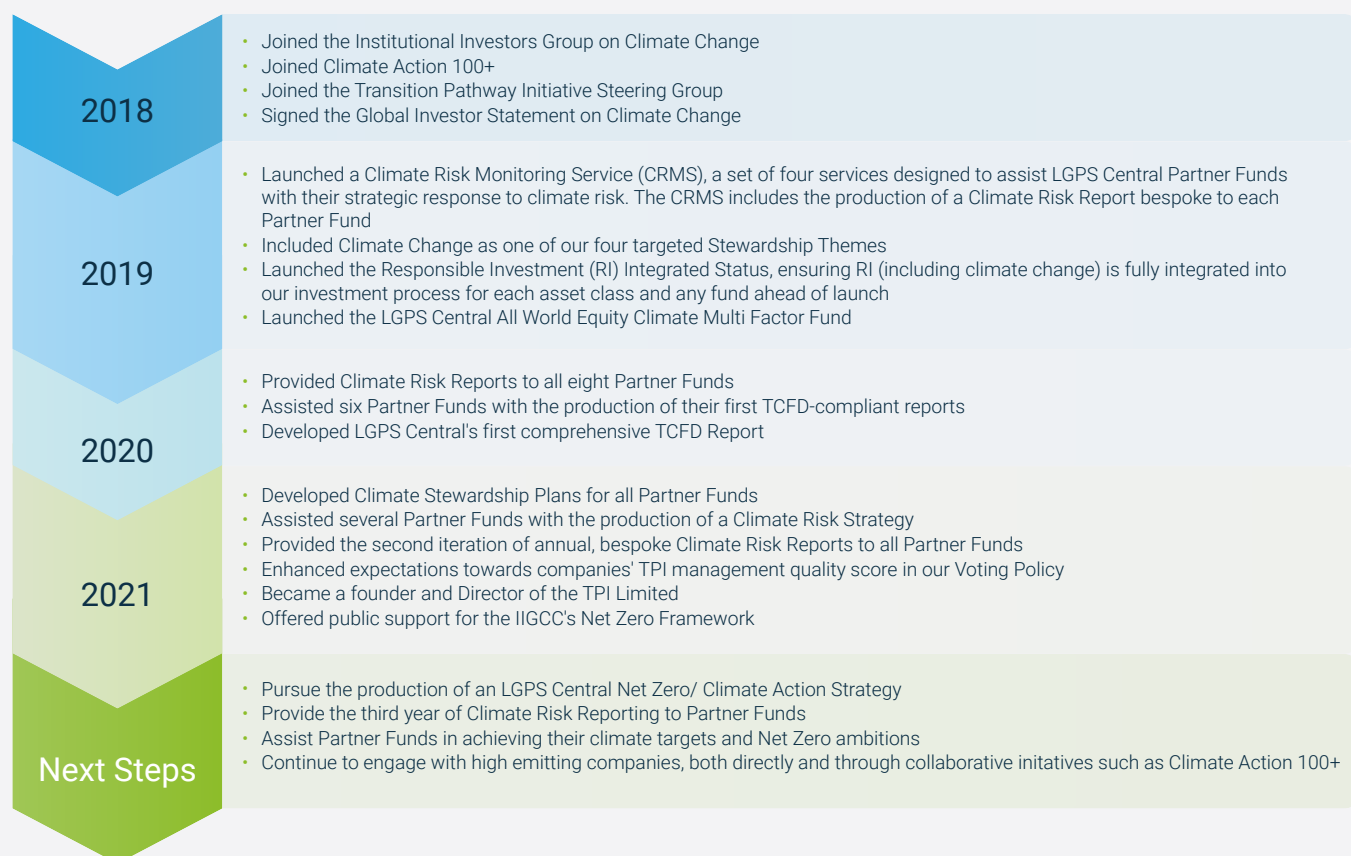 2018
• Joined the Institutional Investors Group on Climate Change
• Joined Climate Action 100+
• Joined the Transition Pathway Initiative Steering Group
• Signed the Global Investor Statement on Climate Change
2019
• Launched a Climate Risk Monitoring Service (CRMS), a set of four services designed to assist LGPS Central Partner Funds
with their strategic response to climate risk. The CRMS includes the production of a Climate Risk Report bespoke to each
Partner Fund
• Included Climate Change as one of our four targeted Stewardship Themes
• Launched the Responsible Investment (RI) Integrated Status, ensuring RI (including climate change) is fully integrated into
our investment process for each asset class and any fund ahead of launch
• Launched the LGPS Central All World Equity Climate Multi Factor Fund
2020
• Provided Climate Risk Reports to all eight Partner Funds
• Assisted six Partner Funds with the production of their first TCFD-compliant reports
• Developed LGPS Central's first comprehensive TCFD Report
2021
• Developed Climate Stewardship Plans for all Partner Funds
• Assisted several Partner Funds with the production of a Climate Risk Strategy
• Provided the second iteration of annual, bespoke Climate Risk Reports to all Partner Funds
• Enhanced expectations towards companies' TPI management quality score in our Voting Policy
• Became a founder and Director of the TPI Limited
• Offered public support for the IIGCC's Net Zero Framework
Next Steps
• Pursue the production of an LGPS Central Net Zero/ Climate Action Strategy
• Provide the third year of Climate Risk Reporting to Partner Funds
• Assist Partner Funds in achieving their climate targets and Net Zero ambitions
• Continue to engage with high emitting companies, both directly and through collaborative initatives such as Climate Action 100+